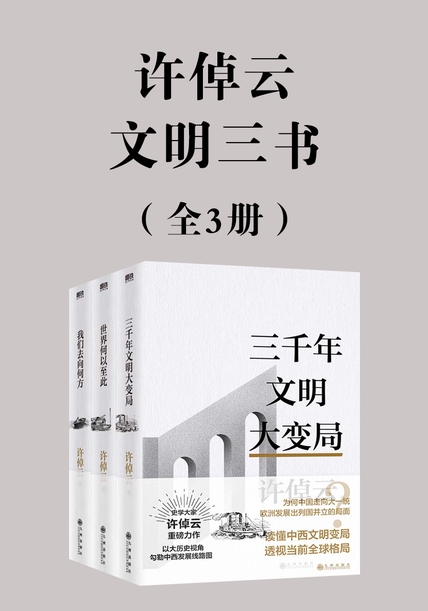 许倬云
文明三书
（全3册）
我们去向何方
许倬云
世界何以至此
许倬云
三千年文明大变局
许倬云
三千年
文明
大变局
许倬云
为何中国走向大一统
欧洲发展出列国并立的局面
？
读懂中西文明变局
透视当前全球格局
史学大家
许倬云
重磅力作
以大历史视角
勾勒中西发展线路图
九州出版社